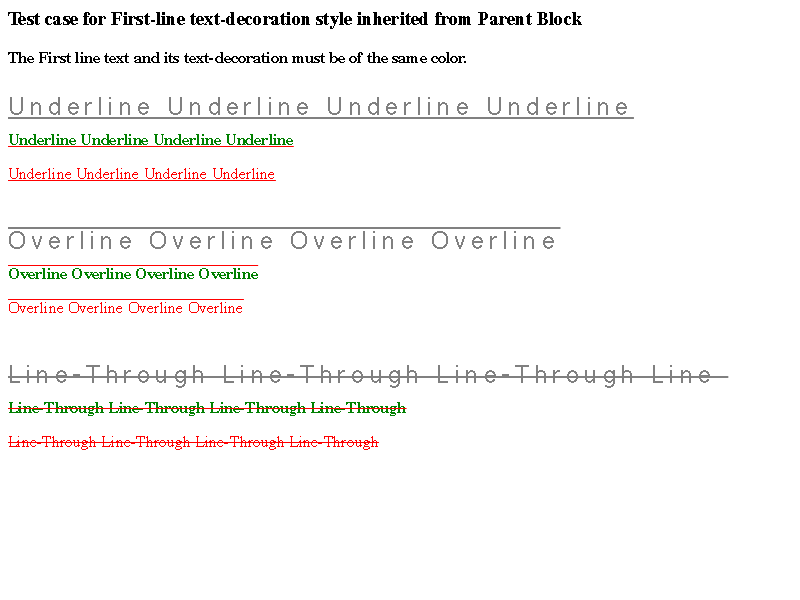 Test case for First-line text-decoration style inherited from Parent Block
The First line text and its text-decoration must be of the same color.
Underline Underline Underline Underline
Underline Underline Underline Underline
Underline Underline Underline Underline
Overline Overline Overline Overline
Overline Overline Overline Overline
Overline Overline Overline Overline
Line-Through Line-Through Line-Through Line
Line-Through Line-Through Line-Through Line-Through
Line-Through Line-Through Line-Through Line-Through